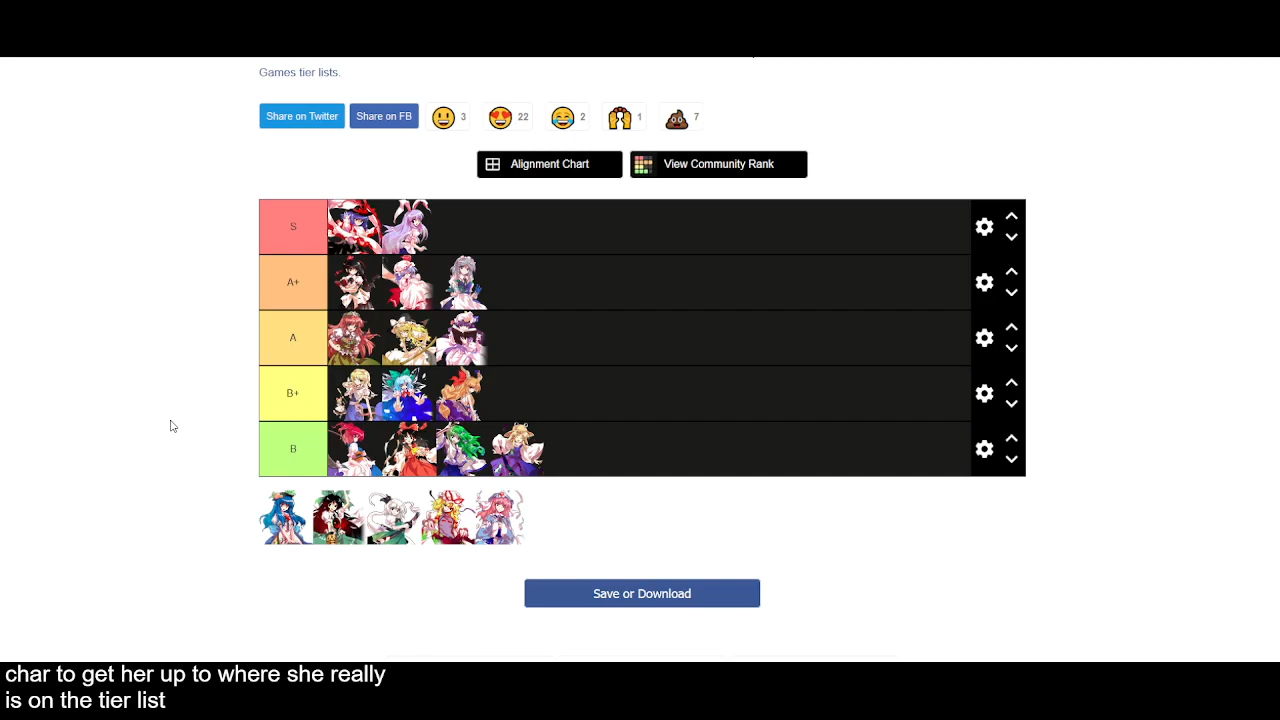 Games tier lists.
Share on Twitter Share on FB 3 22 2 1 7
Alignment Chart View Community Rank
S
A+
A
B+
B
Save or Download
char to get her up to where she really
is on the tier list